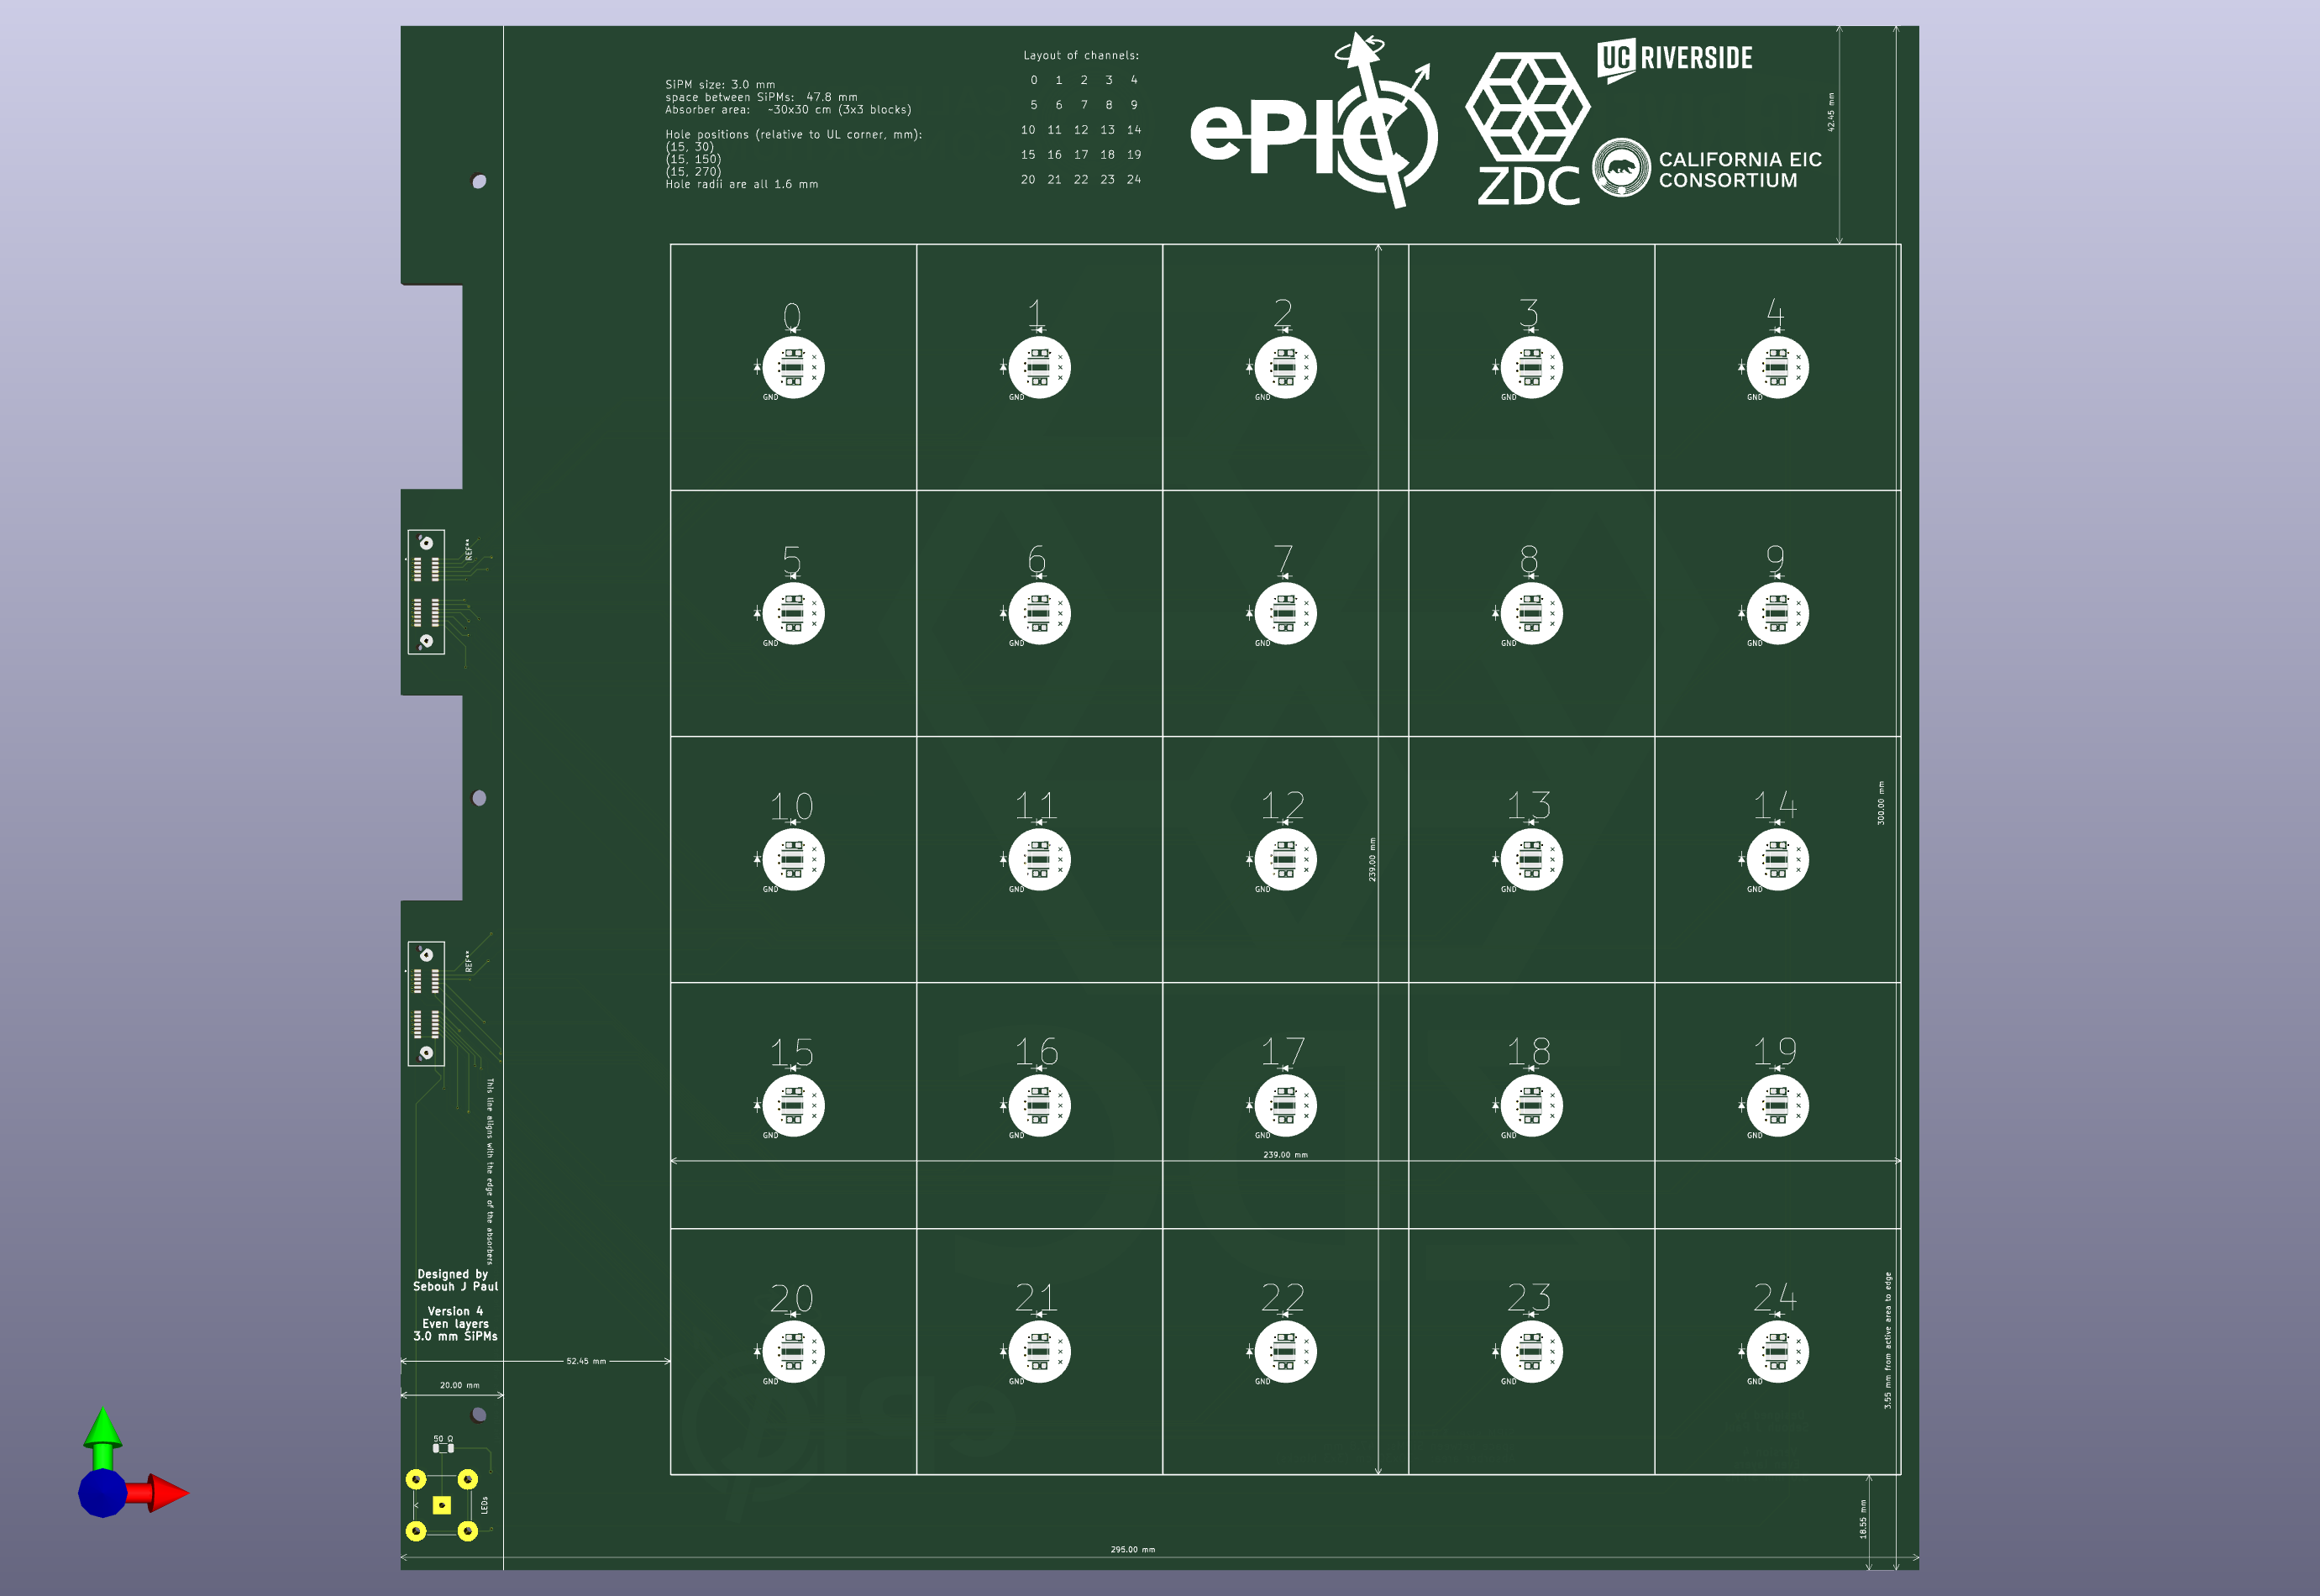 SiPM size: 3.0 mm
space between SiPMs: 47.8 mm
Absorber area: ~30x30 cm (3x3 blocks)
Hole positions (relative to UL corner, mm):
(15, 30)
(15, 150)
(15, 270)
Hole radii are all 1.6 mm
Layout of channels:
0 1 2 3 4
5 6 7 8 9
10 11 12 13 14
15 16 17 18 19
20 21 22 23 24
ePIC
ZDC
UC RIVERSIDE
CALIFORNIA EIC
CONSORTIUM
42.45 mm
0 1 2 3 4
GND GND GND GND GND
REF**
5 6 7 8 9
GND GND GND GND GND
10 11 12 13 14
GND GND GND GND GND
300.00 mm
239.00 mm
REF**
15 16 17 18 19
GND GND GND GND GND
239.00 mm
This line aligns with the edge of the absorbers
Designed by
Sebouh J Paul
Version 4
Even layers
3.0 mm SiPMs
20 21 22 23 24
GND GND GND GND GND
52.45 mm
20.00 mm
3.55 mm from active area to edge
50 Ω
LEDs
18.55 mm
295.00 mm